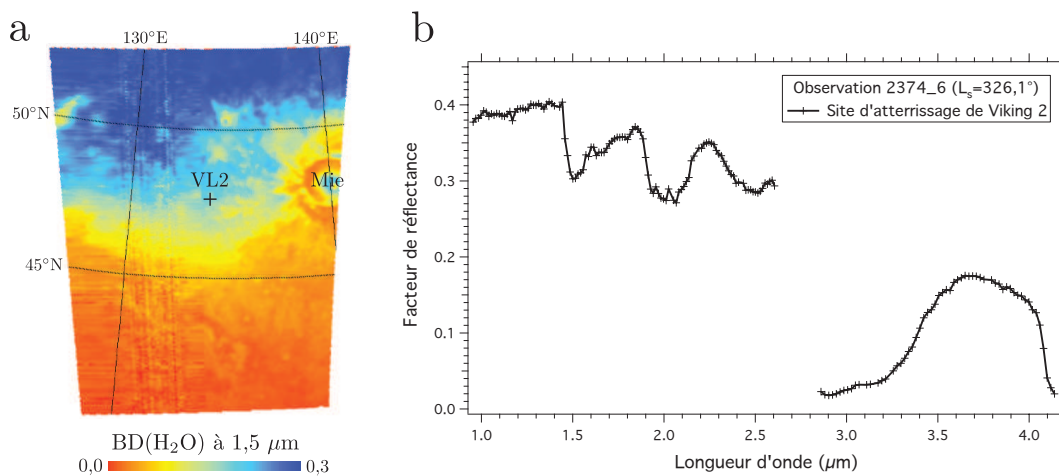 a
130°E
140°E
50°N
VL2
Mie
45°N
BD(H₂O) à 1,5 µm
0,0
0,3
b
Observation 2374_6 (Lₛ=326,1°)
Site d'atterrissage de Viking 2
Facteur de réflectance
0.4
0.3
0.2
0.1
0.0
1.0
1.5
2.0
2.5
3.0
3.5
4.0
Longueur d'onde (µm)